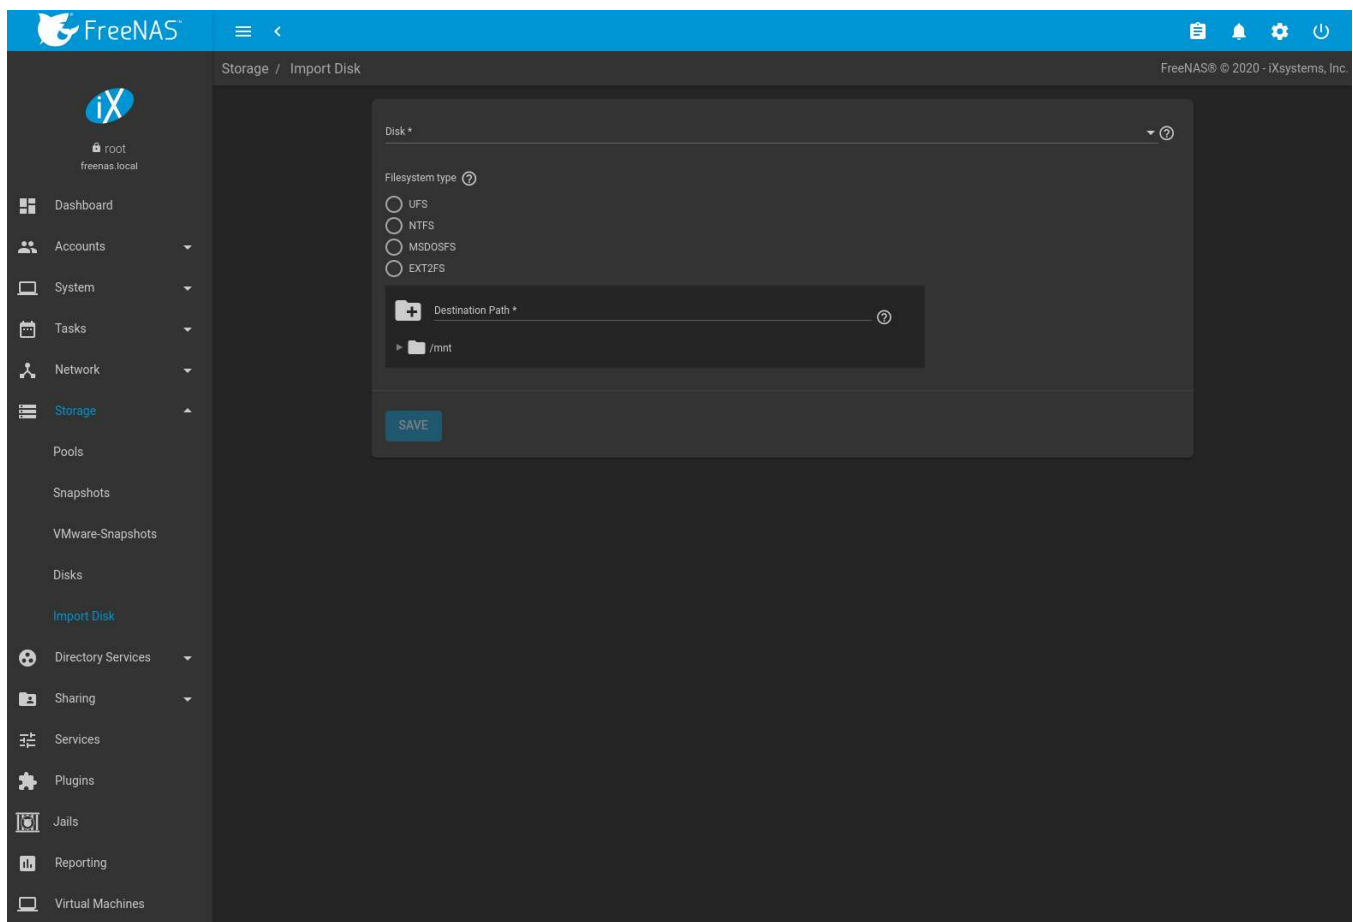 FreeNAS™
Storage / Import Disk
FreeNAS® © 2020 - iXsystems, Inc.
iX
root
freenas.local
Dashboard
Accounts
System
Tasks
Network
Storage
Pools
Snapshots
VMware-Snapshots
Disks
Import Disk
Directory Services
Sharing
Services
Plugins
Jails
Reporting
Virtual Machines
Disk *
Filesystem type
UFS
NTFS
MSDOSFS
EXT2FS
Destination Path *
/mnt
SAVE